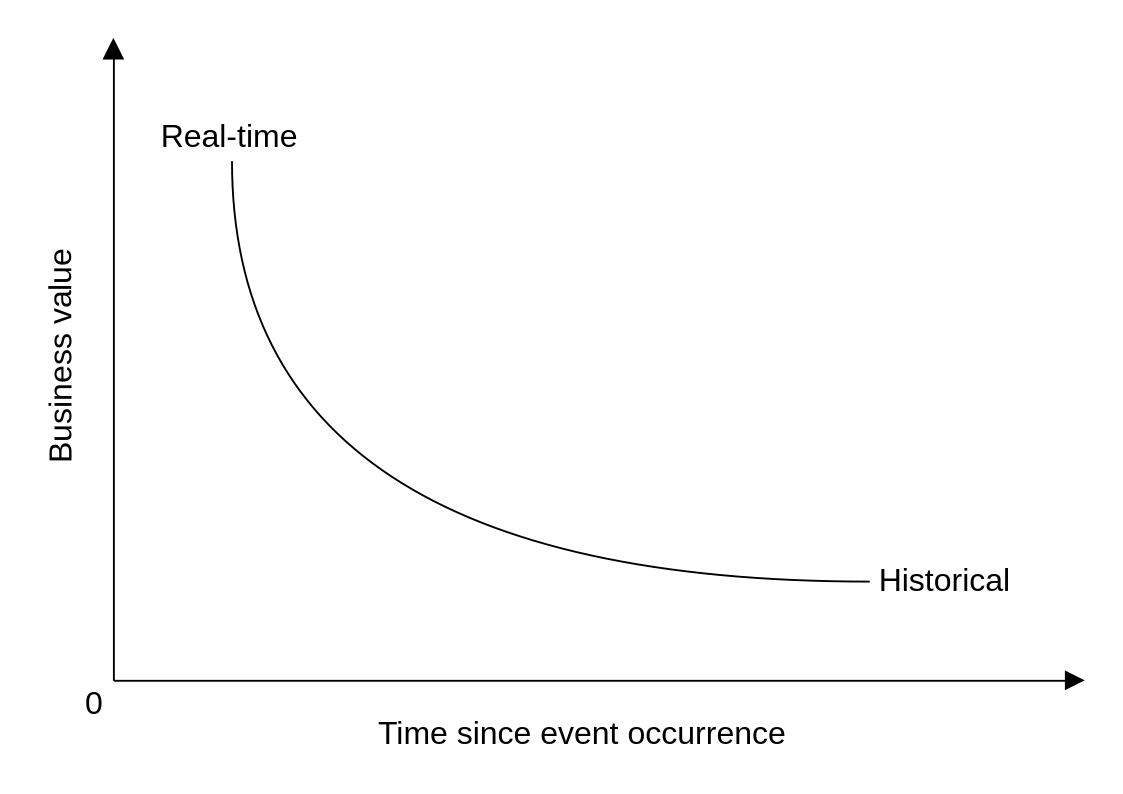 Real-time
Business value
Historical
0
Time since event occurrence